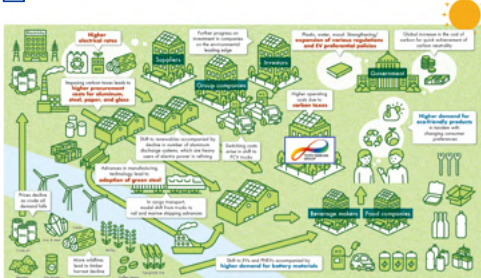 Higher
electrical rates
Further progress on
investment in companies
on the environmental
leading edge
Suppliers
Investors
Group companies
Plastic, water, wood: Strengthening/
expansion of various regulations
and EV preferential policies
Global increase in the cost of
carbon for quick achievement of
carbon neutrality
Government
Imposing carbon taxes leads to
higher procurement
costs for aluminum,
steel, paper, and glass
Higher operating
costs due to
carbon taxes
Higher demand for
eco-friendly products
in tandem with
changing consumer
preferences
Shift to renewables accompanied by
decline in number of aluminum
discharge systems, which are heavy
users of electric power in refining
Switching costs
arise in shift to
FCV trucks
Advances in manufacturing
technology lead to
adoption of green steel
GROUP
Prices decline
as crude oil
demand falls
In cargo transport,
modal shift from trucks to
rail and marine shipping advances
Beverage makers
Food companies
More wildfires
lead to timber
harvest decline
Shift to EVs and PHEVs accompanied by
higher demand for battery materials